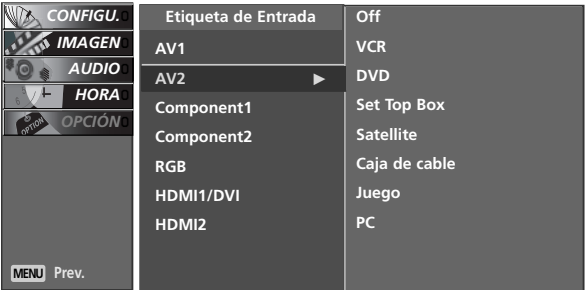 CONFIGU.
IMAGEN
AUDIO
HORA
OPCIÓN
OPTION
MENU Prev.
Etiqueta de Entrada
AV1
AV2 ►
Component1
Component2
RGB
HDMI1/DVI
HDMI2
Off
VCR
DVD
Set Top Box
Satellite
Caja de cable
Juego
PC